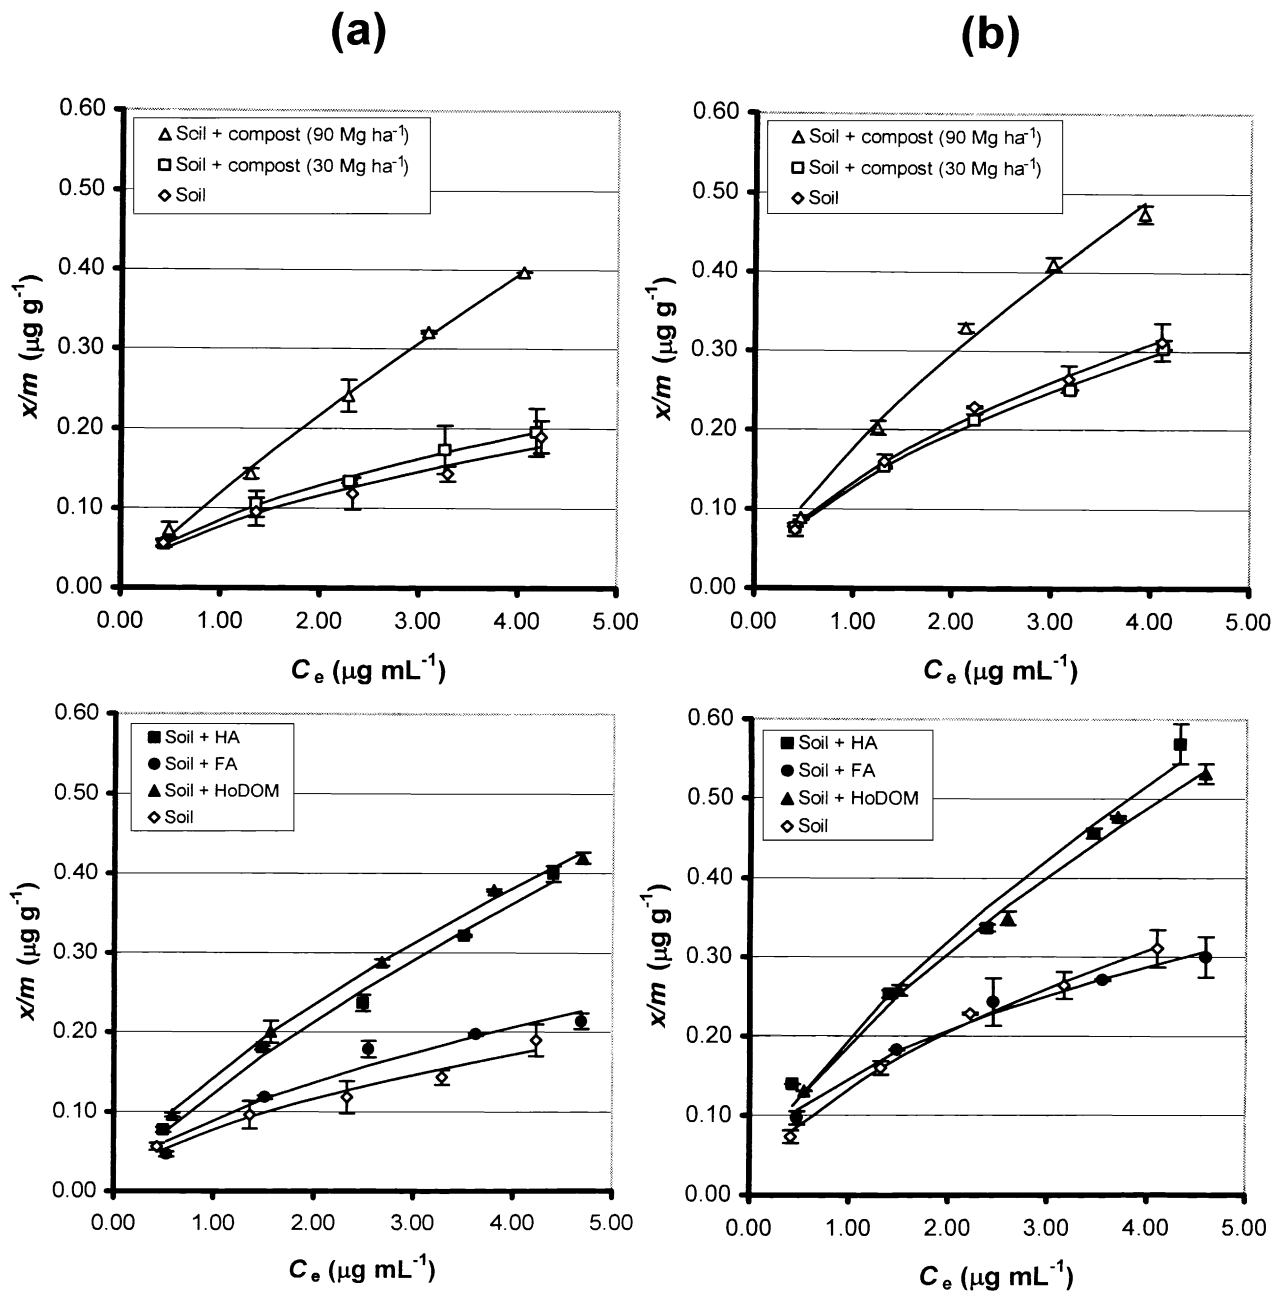 (a)
(b)
0.60
0.50
0.40
0.30
0.20
0.10
0.00
x/m (µg g⁻¹)
Soil + compost (90 Mg ha⁻¹)
Soil + compost (30 Mg ha⁻¹)
Soil
0.00 1.00 2.00 3.00 4.00 5.00
C e (µg mL⁻¹)
0.60
0.50
0.40
0.30
0.20
0.10
0.00
x/m (µg g⁻¹)
Soil + compost (90 Mg ha⁻¹)
Soil + compost (30 Mg ha⁻¹)
Soil
0.00 1.00 2.00 3.00 4.00 5.00
C e (µg mL⁻¹)
0.60
0.50
0.40
0.30
0.20
0.10
0.00
x/m (µg g⁻¹)
Soil + HA
Soil + FA
Soil + HoDOM
Soil
0.00 1.00 2.00 3.00 4.00 5.00
C e (µg mL⁻¹)
0.60
0.50
0.40
0.30
0.20
0.10
0.00
x/m (µg g⁻¹)
Soil + HA
Soil + FA
Soil + HoDOM
Soil
0.00 1.00 2.00 3.00 4.00 5.00
C e (µg mL⁻¹)